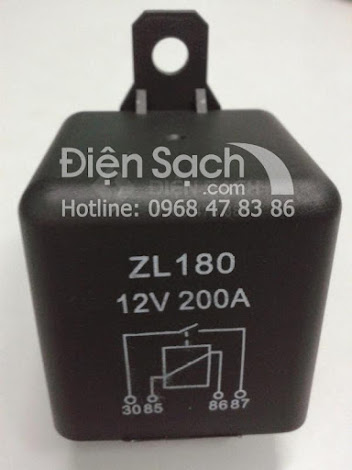 Điện Sạch
.com
Hotline: 0968 47 83 86
ZL180
12V 200A
30 85 86 87